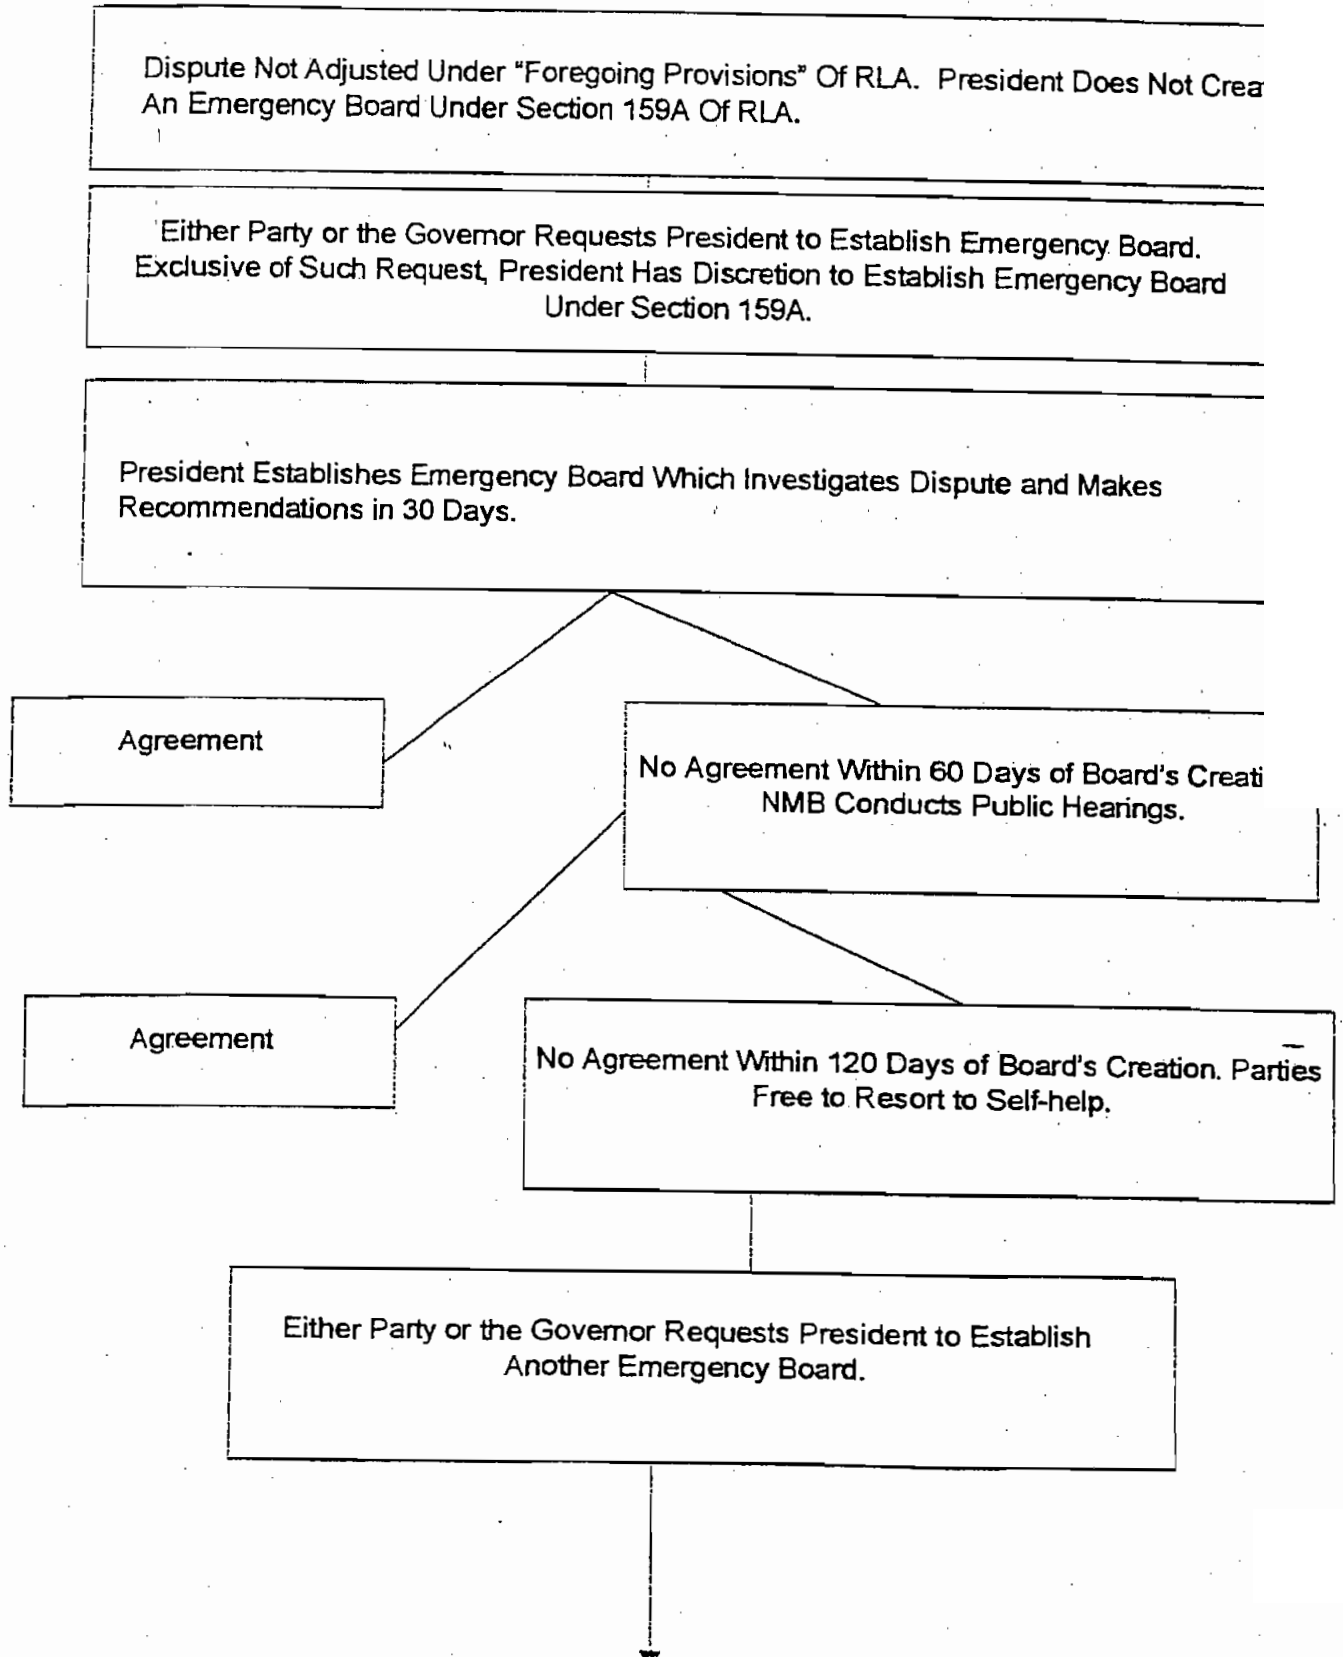 Dispute Not Adjusted Under "Foregoing Provisions" Of RLA. President Does Not Crea
An Emergency Board Under Section 159A Of RLA.
Either Party or the Governor Requests President to Establish Emergency Board.
Exclusive of Such Request, President Has Discretion to Establish Emergency Board
Under Section 159A.
President Establishes Emergency Board Which Investigates Dispute and Makes
Recommendations in 30 Days.
Agreement
No Agreement Within 60 Days of Board's Creati
NMB Conducts Public Hearings.
Agreement
No Agreement Within 120 Days of Board's Creation. Parties
Free to Resort to Self-help.
Either Party or the Governor Requests President to Establish
Another Emergency Board.